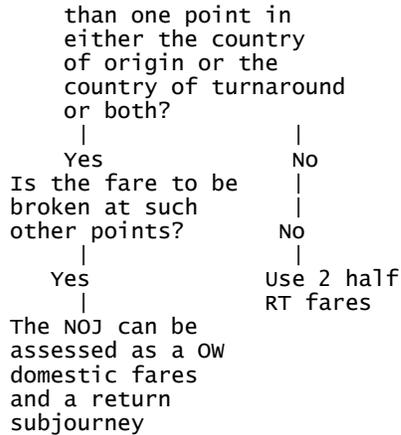 than one point in
either the country
of origin or the
country of turnaround
or both?
| |
Yes No
Is the fare to be |
broken at such |
other points? No
| |
Yes Use 2 half
| RT fares
The NOJ can be
assessed as a OW
domestic fares
and a return
subjourney